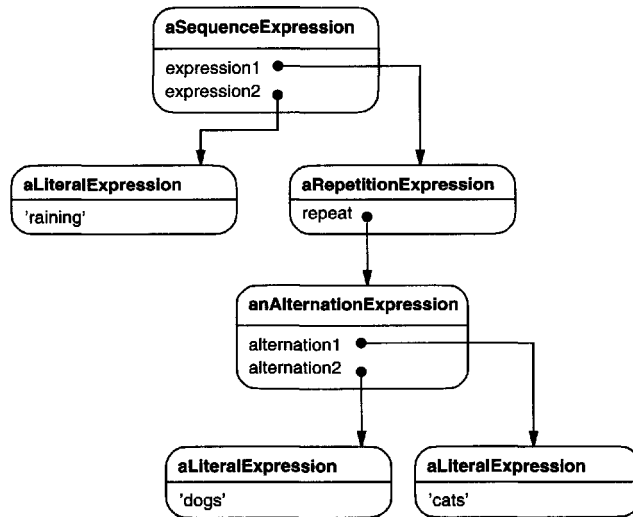 aSequenceExpression
expression1
expression2
aLiteralExpression
'raining'
aRepetitionExpression
repeat
anAlternationExpression
alternation1
alternation2
aLiteralExpression
'dogs'
aLiteralExpression
'cats'